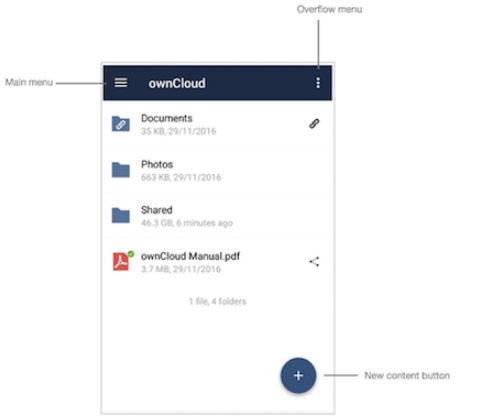 Overflow menu
Main menu
ownCloud
Documents
35 KB, 29/11/2016
Photos
663 KB, 29/11/2016
Shared
46.3 GB, 6 minutes ago
ownCloud Manual.pdf
3.7 MB, 29/11/2016
1 file, 4 folders
New content button